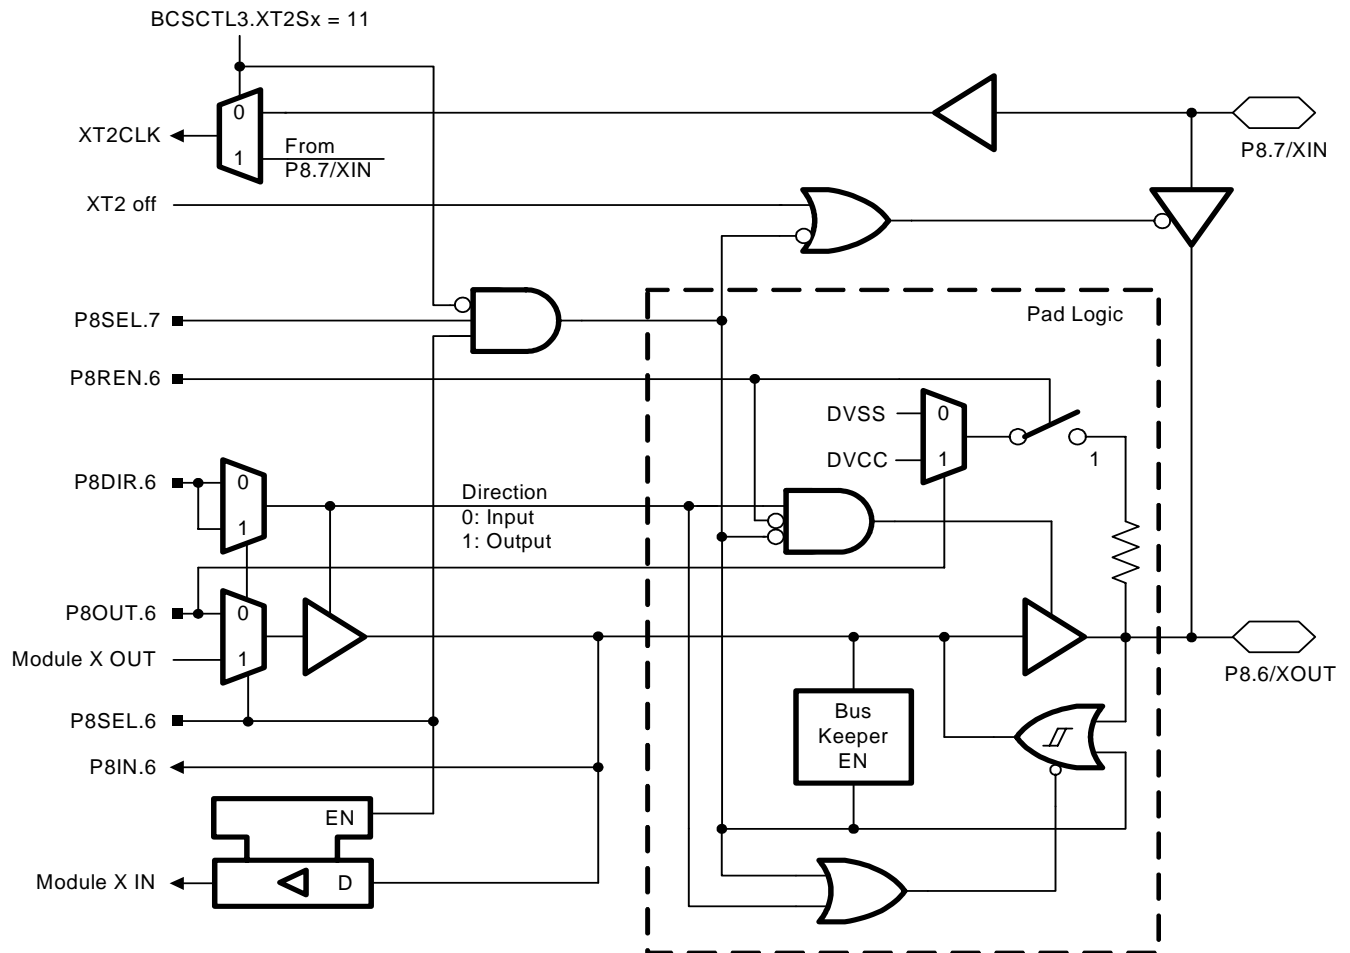 BCSCTL3.XT2Sx = 11
0
XT2CLK
1
From
P8.7/XIN
P8.7/XIN
XT2 off
Pad Logic
P8SEL.7
P8REN.6
DVSS
0
DVCC
1
1
P8DIR.6
0
1
Direction
0: Input
1: Output
P8OUT.6
0
Module X OUT
1
P8.6/XOUT
P8SEL.6
Bus
Keeper
EN
P8IN.6
EN
Module X IN
D